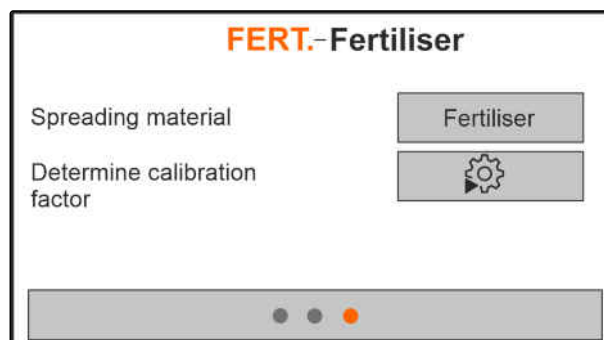 FERT.-Fertiliser
Spreading material
Fertiliser
Determine calibration
factor